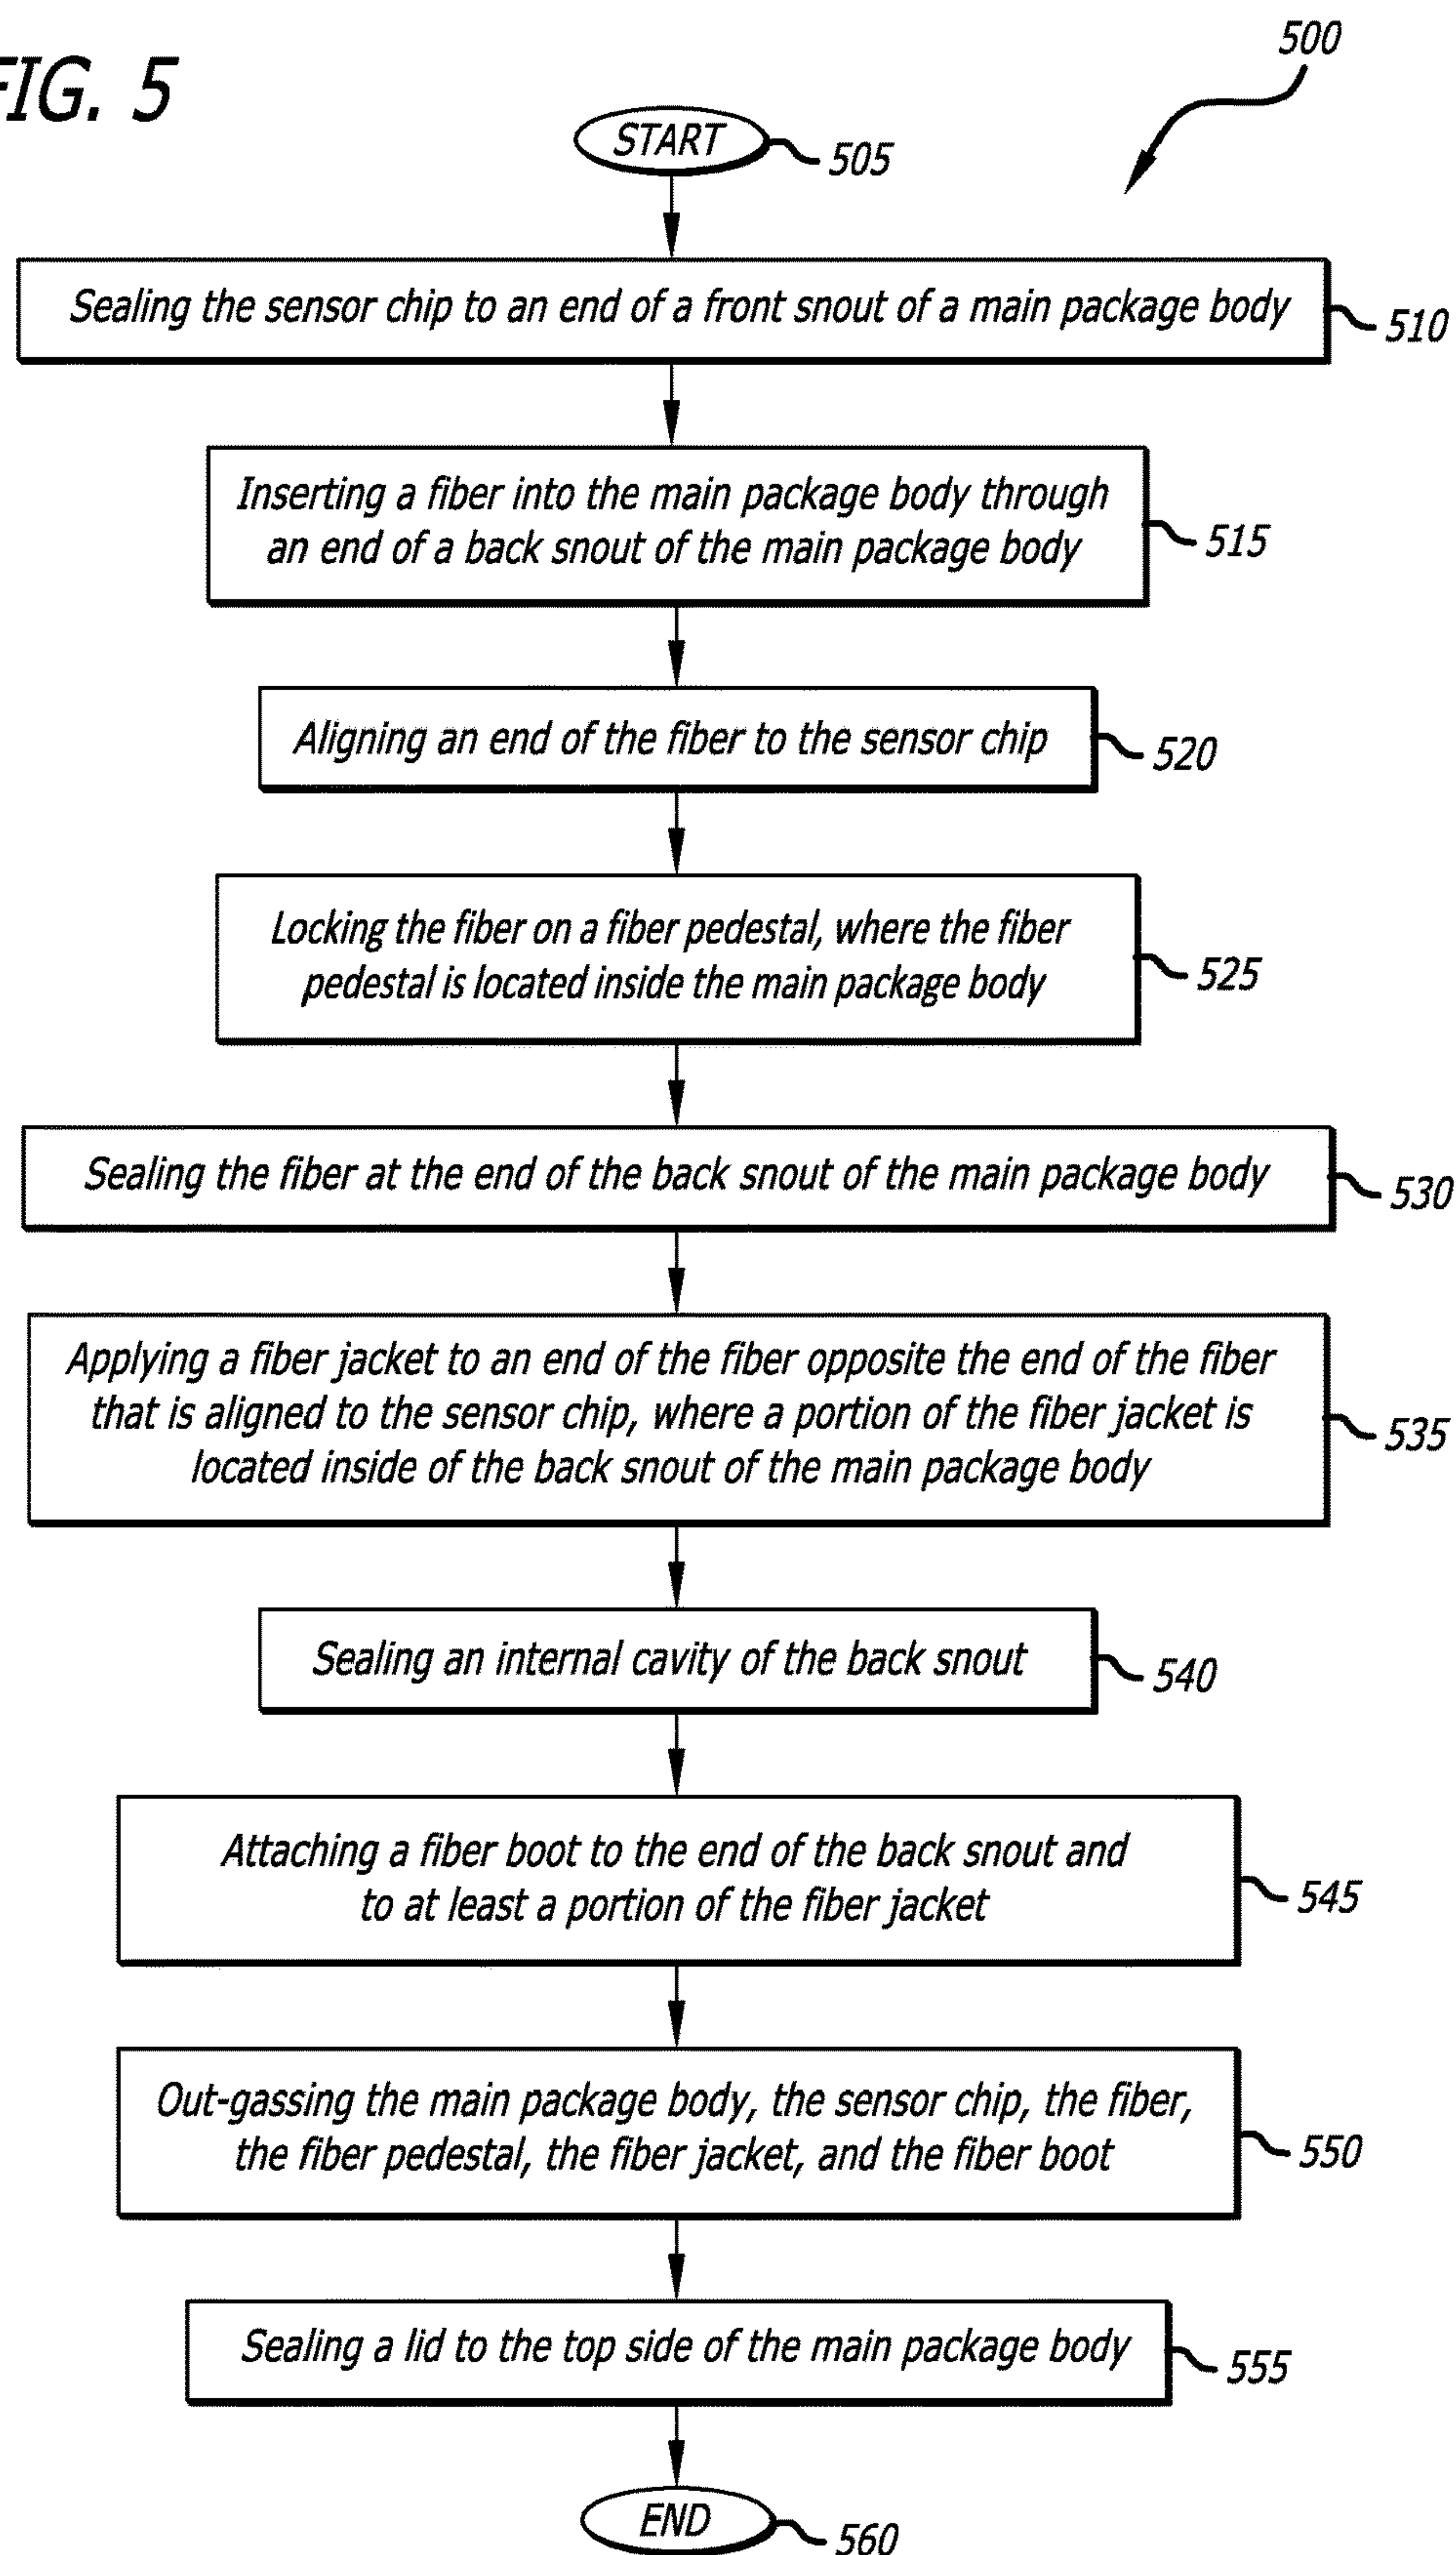 FIG. 5
500
START
505
Sealing the sensor chip to an end of a front snout of a main package body
510
Inserting a fiber into the main package body through
an end of a back snout of the main package body
515
Aligning an end of the fiber to the sensor chip
520
Locking the fiber on a fiber pedestal, where the fiber
pedestal is located inside the main package body
525
Sealing the fiber at the end of the back snout of the main package body
530
Applying a fiber jacket to an end of the fiber opposite the end of the fiber
that is aligned to the sensor chip, where a portion of the fiber jacket is
located inside of the back snout of the main package body
535
Sealing an internal cavity of the back snout
540
Attaching a fiber boot to the end of the back snout and
to at least a portion of the fiber jacket
545
Out-gassing the main package body, the sensor chip, the fiber,
the fiber pedestal, the fiber jacket, and the fiber boot
550
Sealing a lid to the top side of the main package body
555
END
560